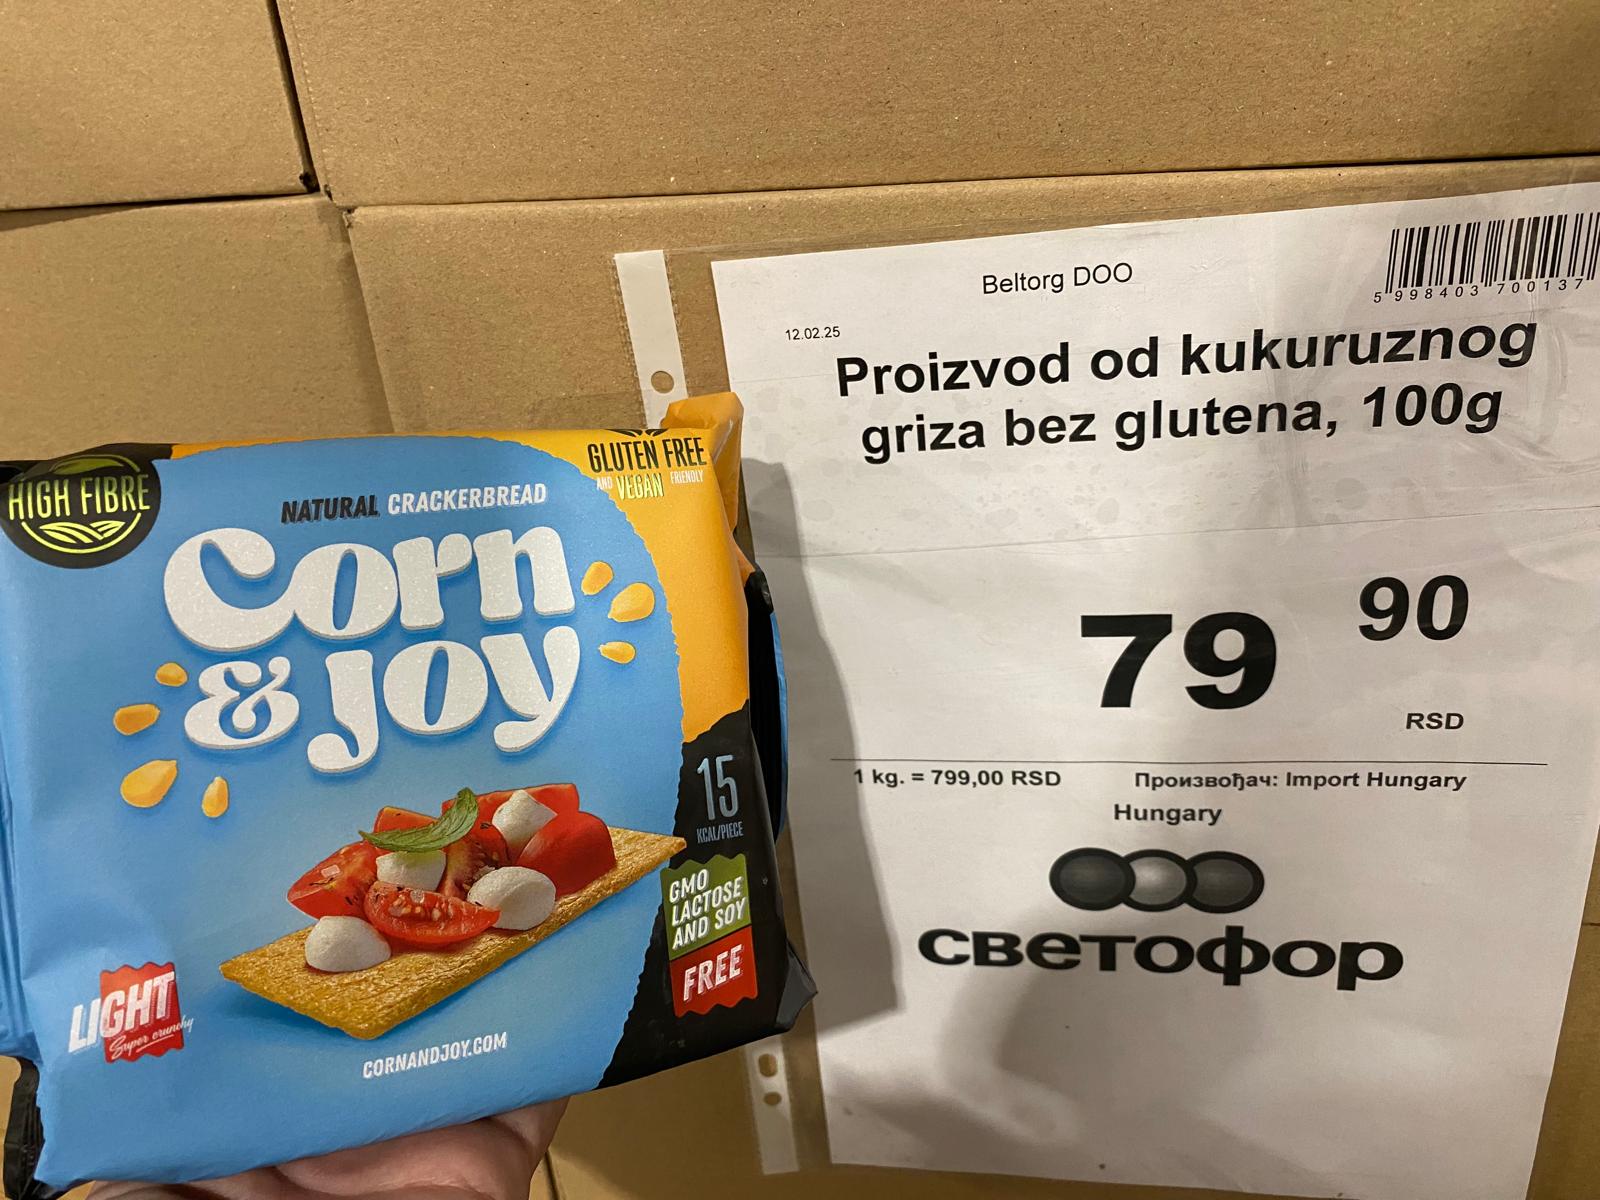 HIGH FIBRE
NATURAL CRACKERBREAD
Corn
& joy
GLUTEN FREE
AND VEGAN FRIENDLY
15
KCAL/PIECE
GMO
LACTOSE
AND SOY
FREE
LIGHT
Super crunchy
CORNANDJOY.COM
Beltorg DOO
5 998403 700137
12.02.25
Proizvod od kukuruznog
griza bez glutena, 100g
79 90
RSD
1 kg. = 799,00 RSD
Произвођач: Import Hungary
Hungary
светофор